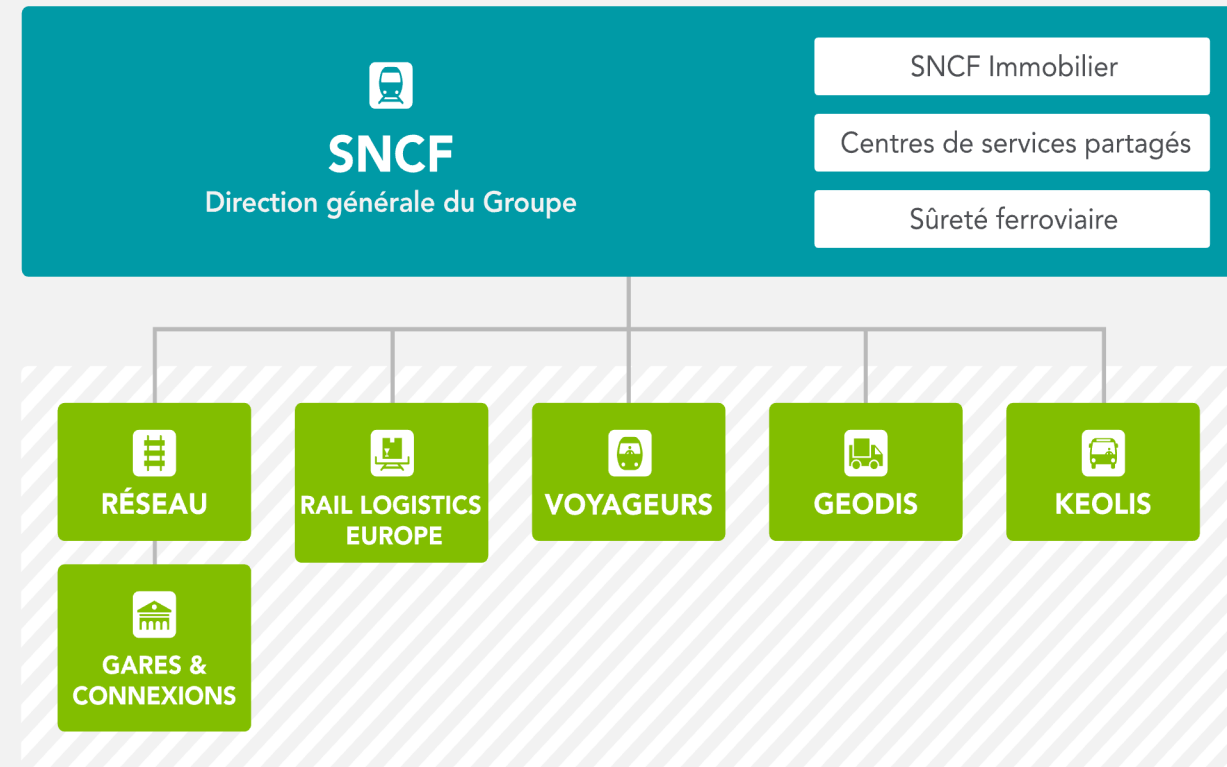 SNCF
Direction générale du Groupe
SNCF Immobilier
Centres de services partagés
Sûreté ferroviaire
RÉSEAU
RAIL LOGISTICS
EUROPE
VOYAGEURS
GEODIS
KEOLIS
GARES &
CONNEXIONS